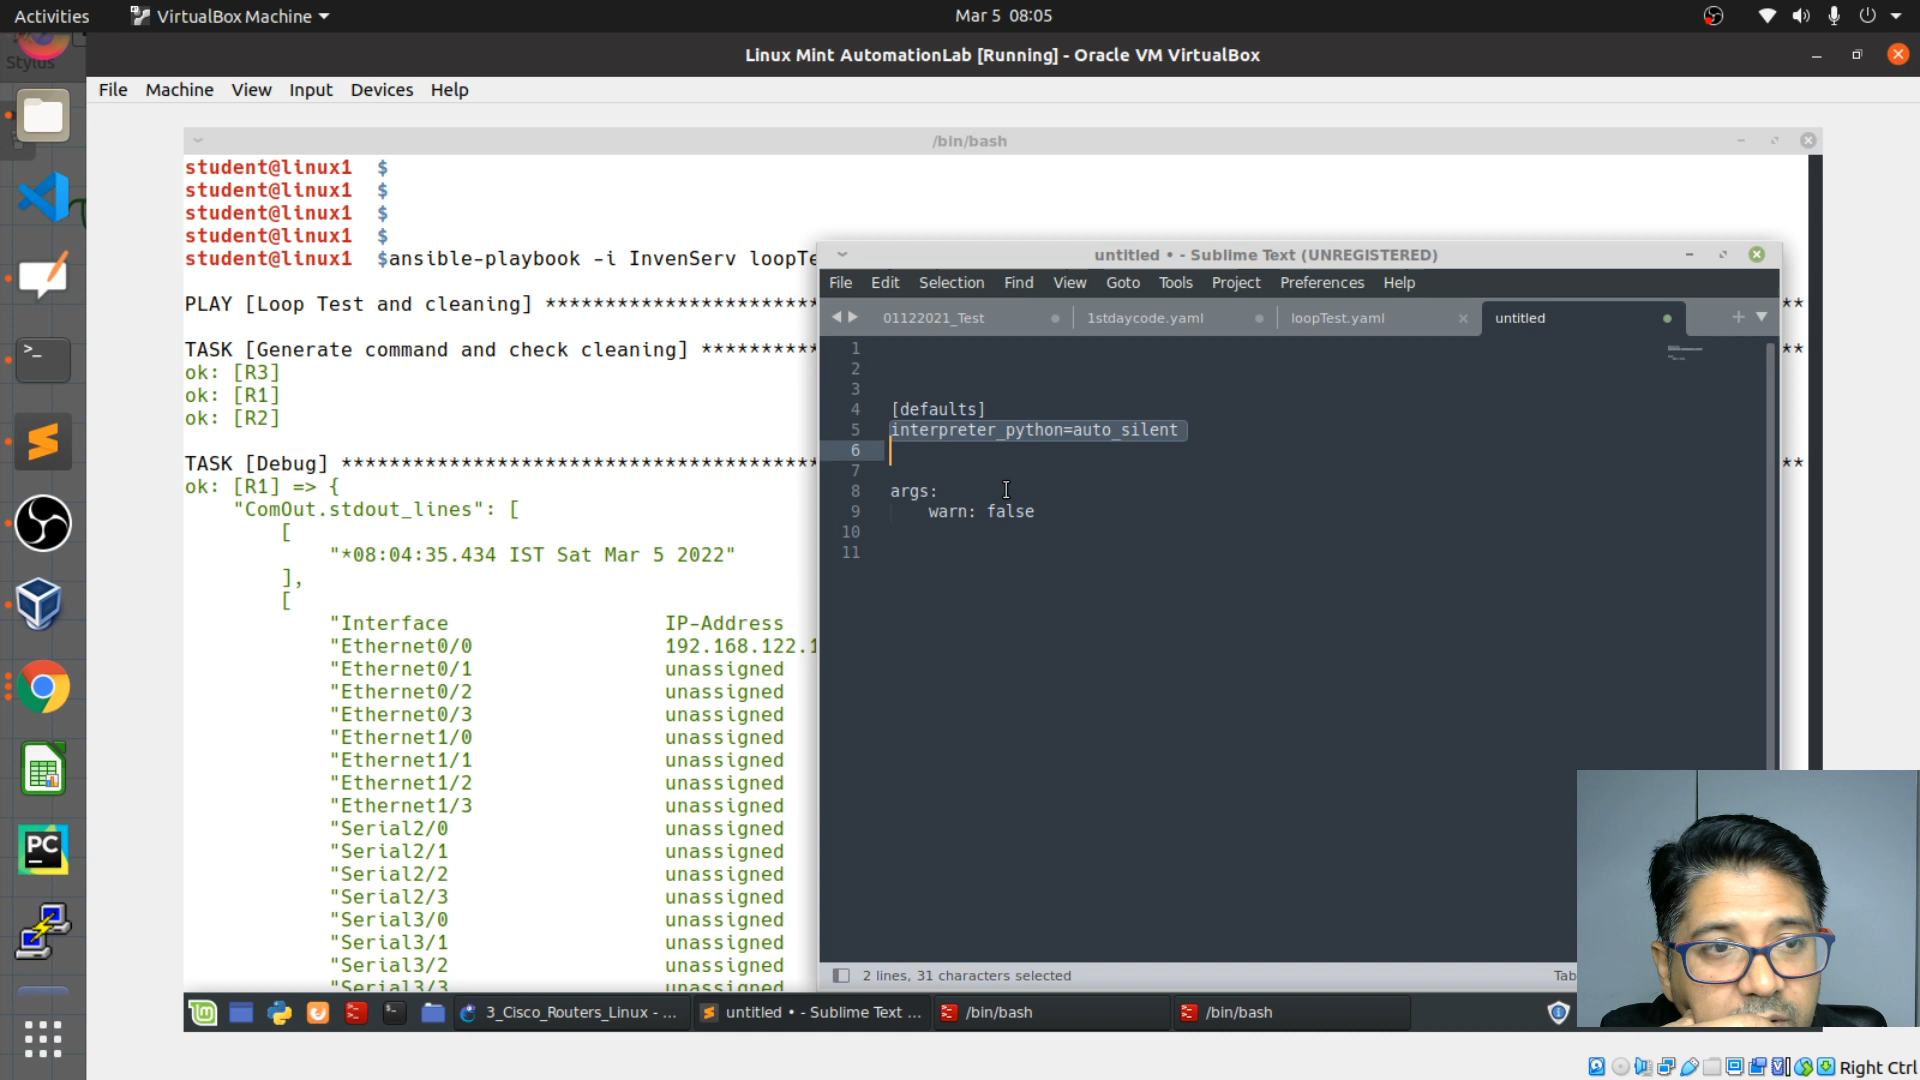 Activities
VirtualBox Machine
Mar 5 08:05
Stylus
Linux Mint AutomationLab [Running] - Oracle VM VirtualBox
File Machine View Input Devices Help
/bin/bash
student@linux1 $
student@linux1 $
student@linux1 $
student@linux1 $
student@linux1 $ansible-playbook -i InvenServ loopTe
PLAY [Loop Test and cleaning] ***********************
**
TASK [Generate command and check cleaning] **********
**
ok: [R3]
ok: [R1]
ok: [R2]
TASK [Debug] ****************************************
**
ok: [R1] => {
"ComOut.stdout_lines": [
[
"*08:04:35.434 IST Sat Mar 5 2022"
],
[
"Interface IP-Address
"Ethernet0/0 192.168.122.1
"Ethernet0/1 unassigned
"Ethernet0/2 unassigned
"Ethernet0/3 unassigned
"Ethernet1/0 unassigned
"Ethernet1/1 unassigned
"Ethernet1/2 unassigned
"Ethernet1/3 unassigned
"Serial2/0 unassigned
"Serial2/1 unassigned
"Serial2/2 unassigned
"Serial2/3 unassigned
"Serial3/0 unassigned
"Serial3/1 unassigned
"Serial3/2 unassigned
"Serial3/3 unassigned
untitled • - Sublime Text (UNREGISTERED)
File Edit Selection Find View Goto Tools Project Preferences Help
01122021_Test
1stdaycode.yaml
loopTest.yaml
untitled
1
2
3
4 [defaults]
5 interpreter_python=auto_silent
6
7
8 args:
9 warn: false
10
11
2 lines, 31 characters selected
Tab
PC
3_Cisco_Routers_Linux - ...
untitled • - Sublime Text ...
/bin/bash
/bin/bash
Right Ctrl